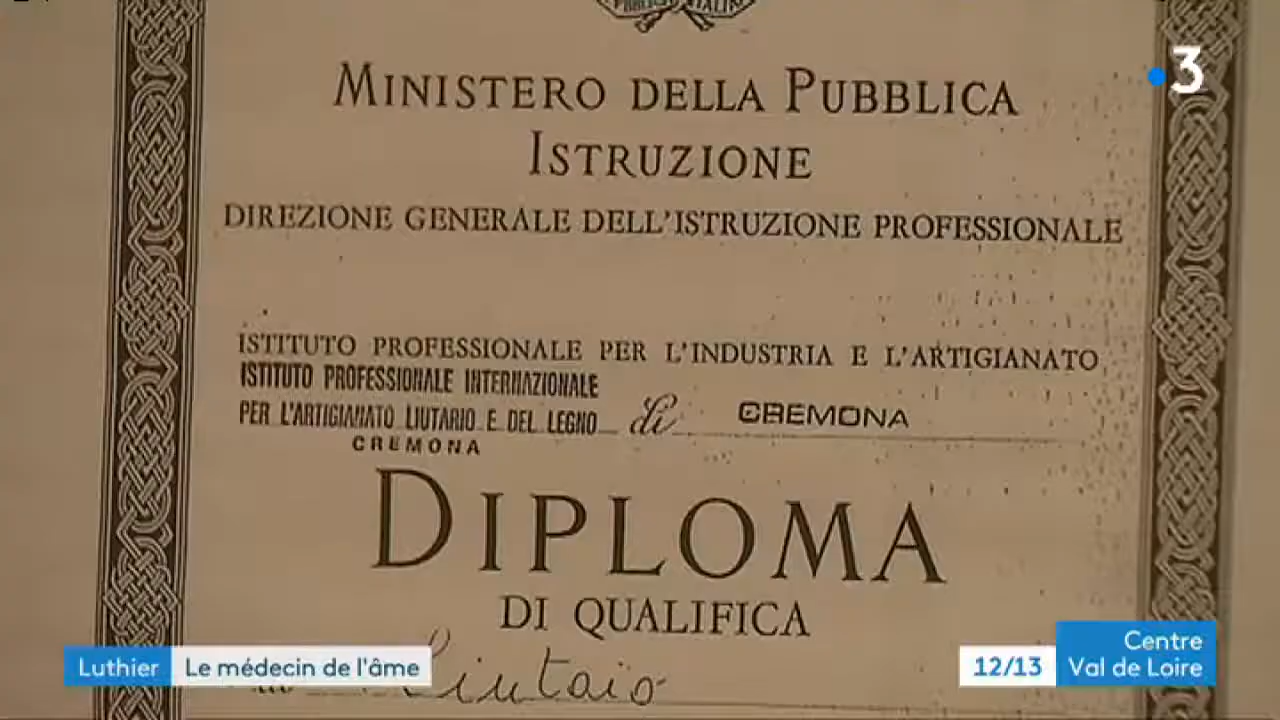 MINISTERO DELLA PUBBLICA
ISTRUZIONE
DIREZIONE GENERALE DELL'ISTRUZIONE PROFESSIONALE
ISTITUTO PROFESSIONALE PER L'INDUSTRIA E L'ARTIGIANATO
ISTITUTO PROFESSIONALE INTERNAZIONALE
PER L'ARTIGIANATO LIUTARIO E DEL LEGNO di CREMONA
CREMONA
DIPLOMA
DI QUALIFICA
Liutaio
3
Luthier Le médecin de l'âme
12/13 Centre
Val de Loire